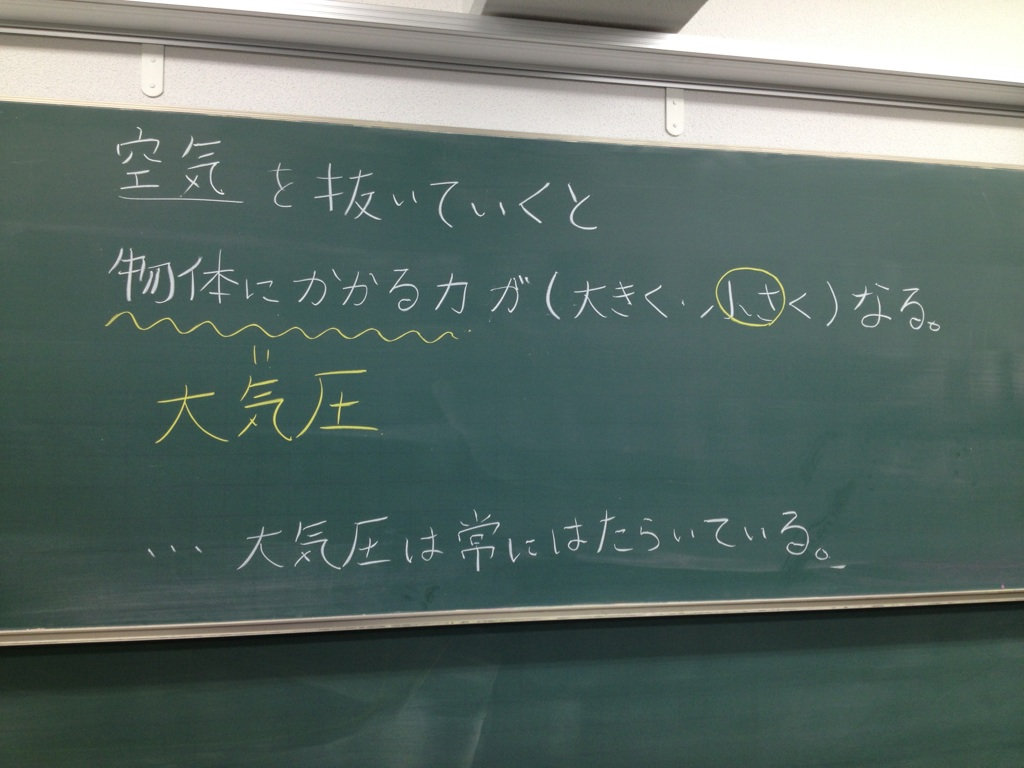 空気を抜いていくと
物体にかかる力が(大きく・小さく)なる。
〃
大気圧
… 大気圧は常にはたらいている。